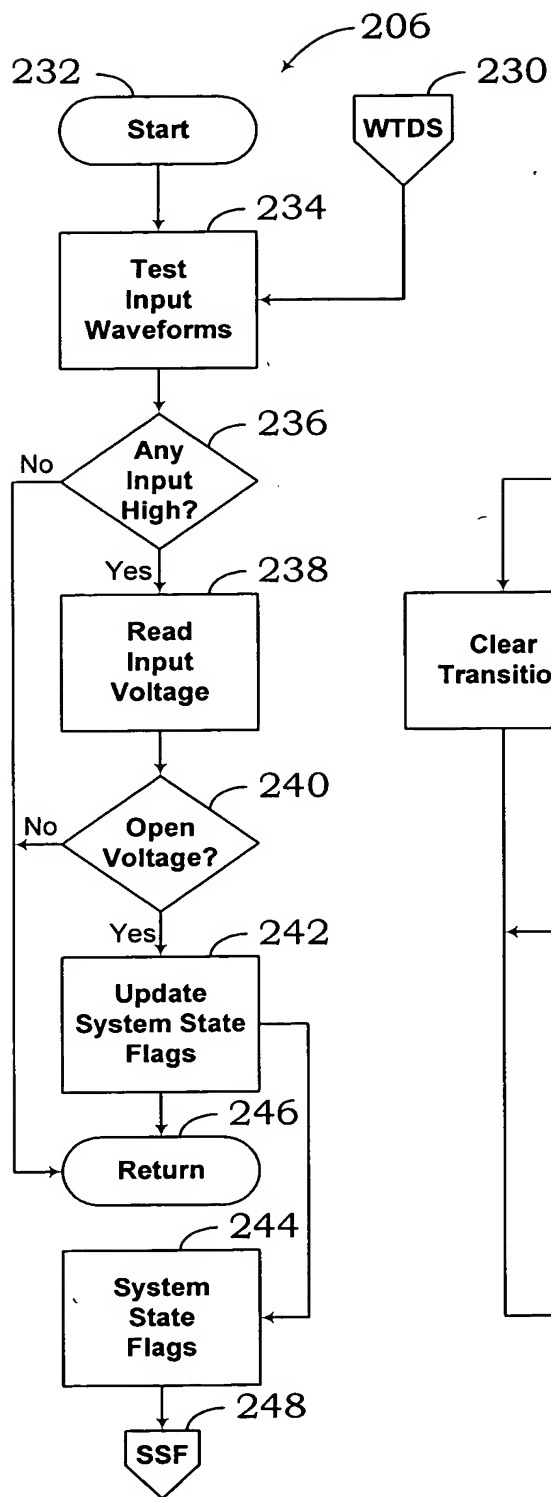 206
232
230
Start
WTDS
234
Test
Input
Waveforms
236
Any
Input
High?
No
Yes
238
Read
Input
Voltage
Clear
Transitio
240
Open
Voltage?
No
Yes
242
Update
System State
Flags
246
Return
244
System
State
Flags
248
SSF